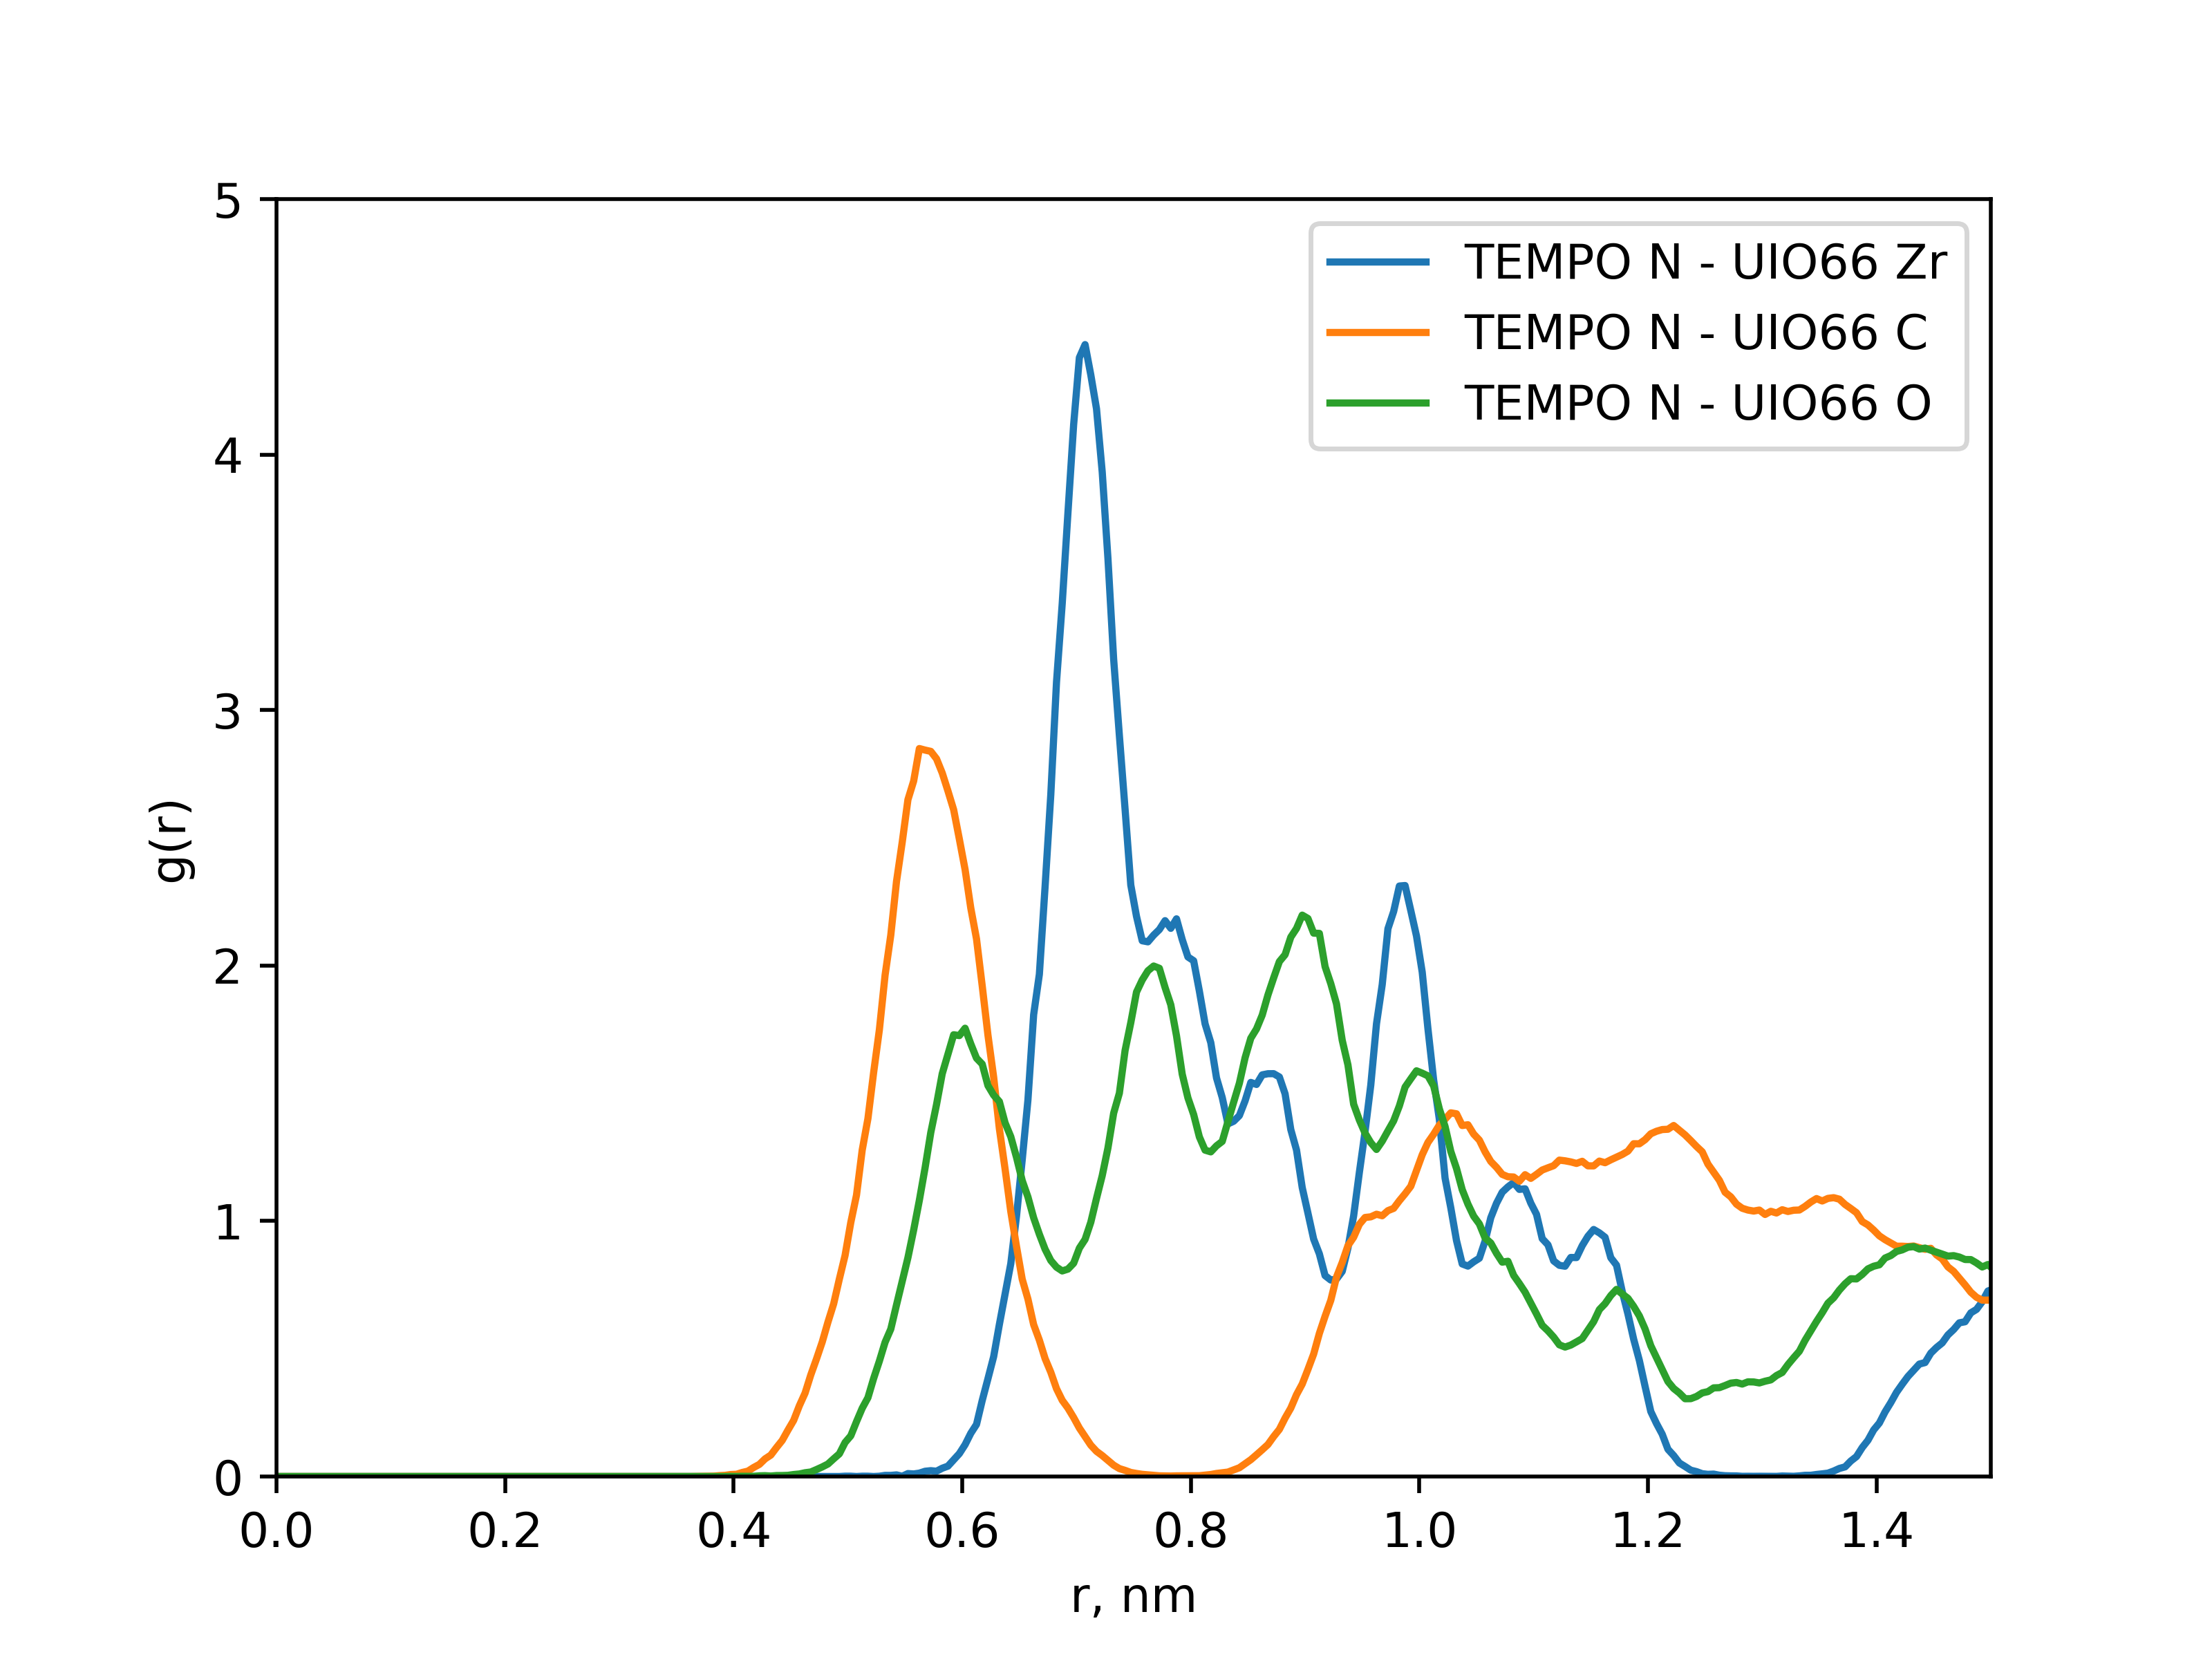 5
4
3
2
1
0
g(r)
TEMPO N - UIO66 Zr
TEMPO N - UIO66 C
TEMPO N - UIO66 O
0.0 0.2 0.4 0.6 0.8 1.0 1.2 1.4
r, nm